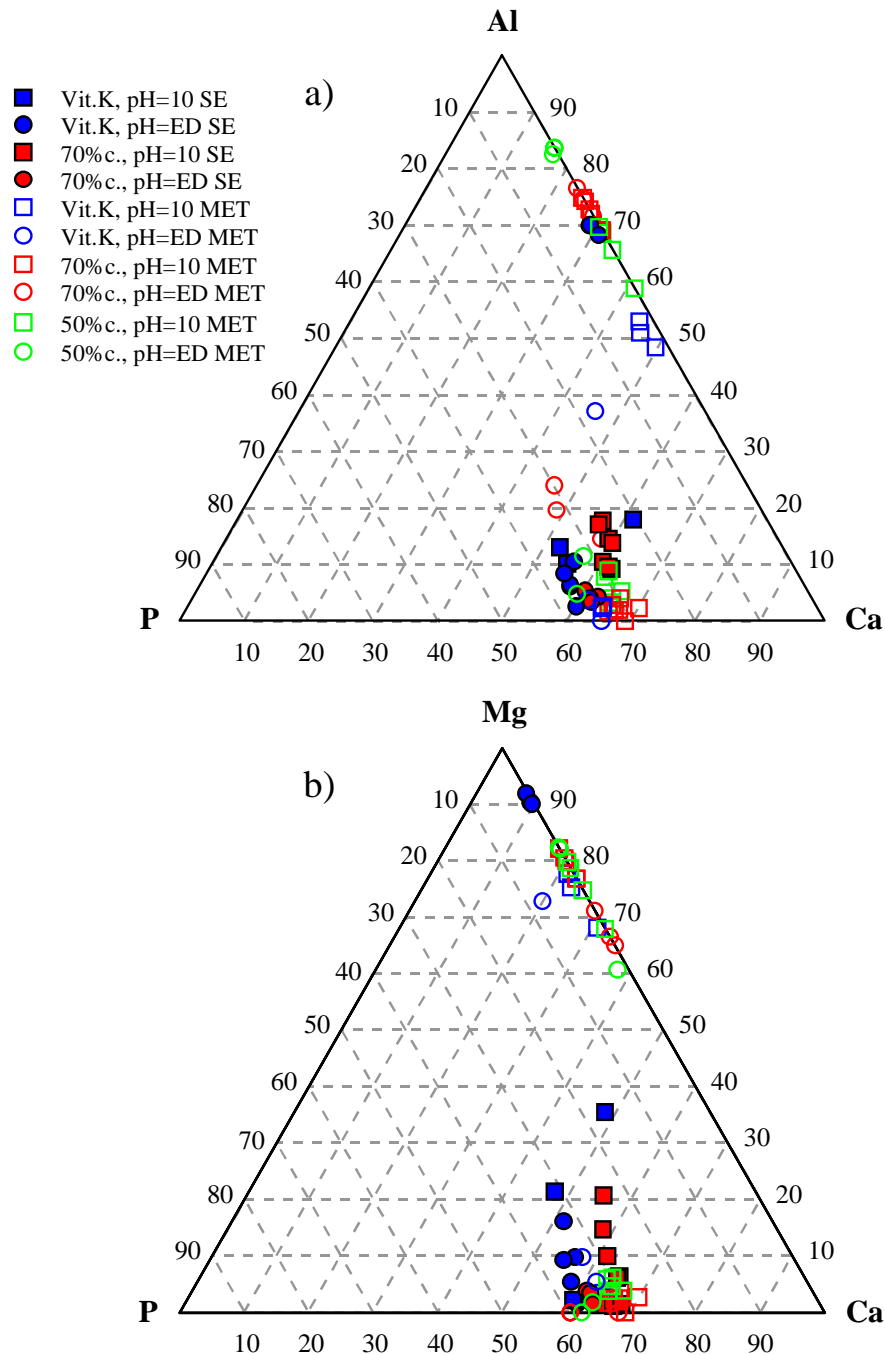 Al
a)
Vit.K, pH=10 SE
Vit.K, pH=ED SE
70%c., pH=10 SE
70%c., pH=ED SE
Vit.K, pH=10 MET
Vit.K, pH=ED MET
70%c., pH=10 MET
70%c., pH=ED MET
50%c., pH=10 MET
50%c., pH=ED MET
10 90
20 80
30 70
40 60
50 50
60 40
70 30
80 20
90 10
P Ca
10 20 30 40 50 60 70 80 90
Mg
b)
10 90
20 80
30 70
40 60
50 50
60 40
70 30
80 20
90 10
P Ca
10 20 30 40 50 60 70 80 90